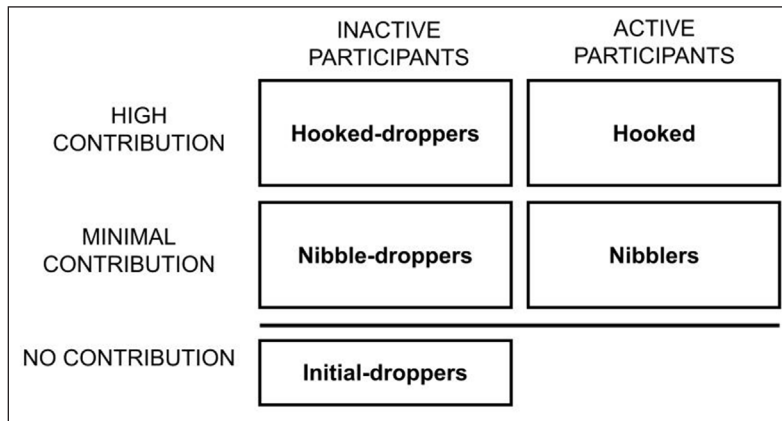 INACTIVE
PARTICIPANTS
ACTIVE
PARTICIPANTS
HIGH
CONTRIBUTION
Hooked-droppers
Hooked
MINIMAL
CONTRIBUTION
Nibble-droppers
Nibblers
NO CONTRIBUTION
Initial-droppers